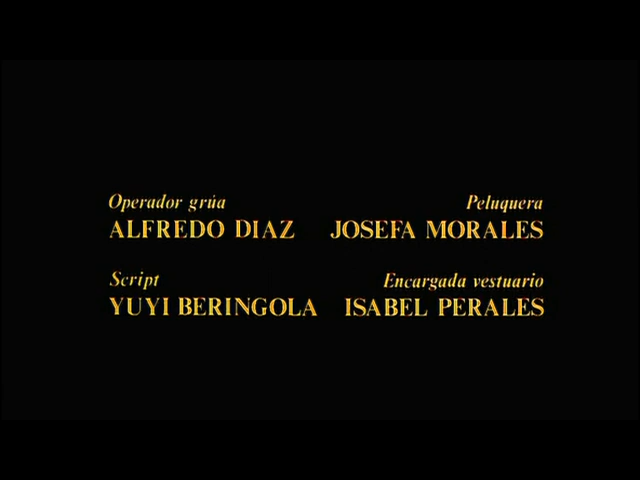 Operador grúa
ALFREDO DIAZ
Peluquera
JOSEFA MORALES
Script
YUYI BERINGOLA
Encargada vestuario
ISABEL PERALES